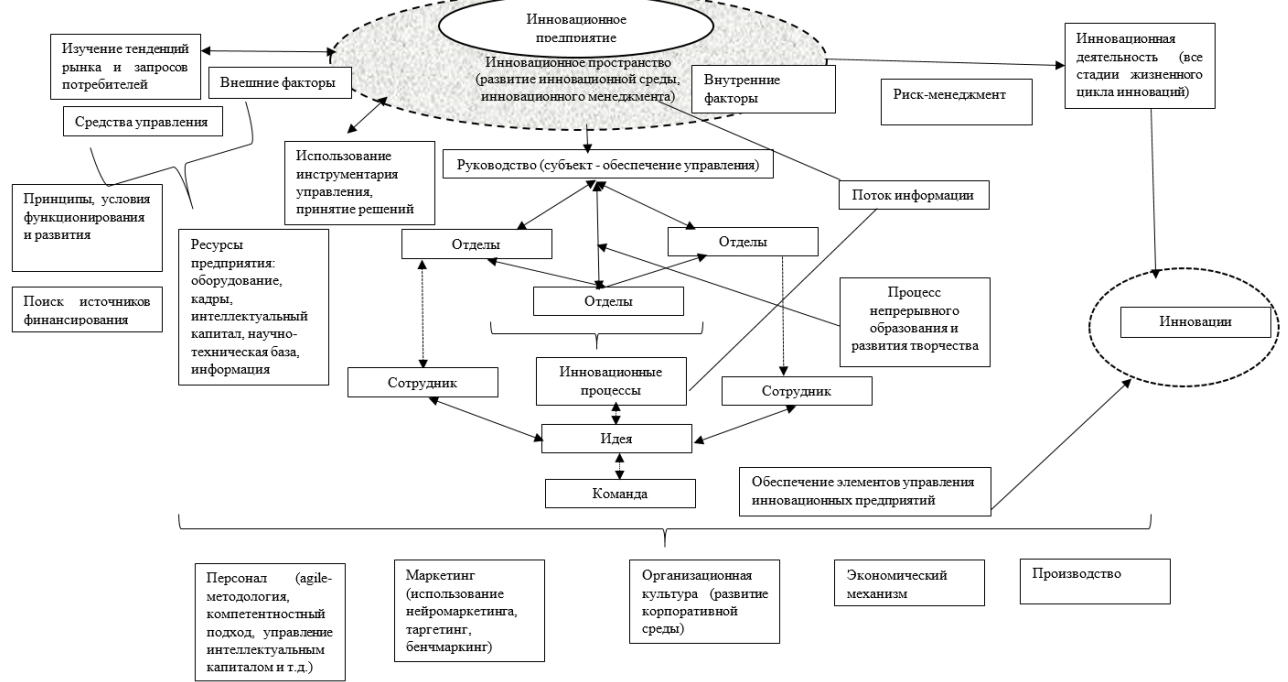 Инновационное
предприятие
Инновационное пространство
(развитие инновационной среды,
инновационного менеджмента)
Изучение тенденций
рынка и запросов
потребителей
Внешние факторы
Внутренние
факторы
Риск-менеджмент
Инновационная
деятельность (все
стадии жизненного
цикла инноваций)
Средства управления
Использование
инструментария
управления,
принятие решений
Руководство (субъект - обеспечение управления)
Поток информации
Принципы, условия
функционирования
и развития
Ресурсы
предприятия:
оборудование,
кадры,
интеллектуальный
капитал, научно-
техническая база,
информация
Отделы
Отделы
Отделы
Поиск источников
финансирования
Процесс
непрерывного
образования и
развития творчества
Инновации
Сотрудник
Инновационные
процессы
Сотрудник
Идея
Команда
Обеспечение элементов управления
инновационных предприятий
Персонал (agile-
методология,
компетентностный
подход, управление
интеллектуальным
капиталом и т.д.)
Маркетинг
(использование
нейромаркетинга,
таргетинг,
бенчмаркинг)
Организационная
культура (развитие
корпоративной
среды)
Экономический
механизм
Производство